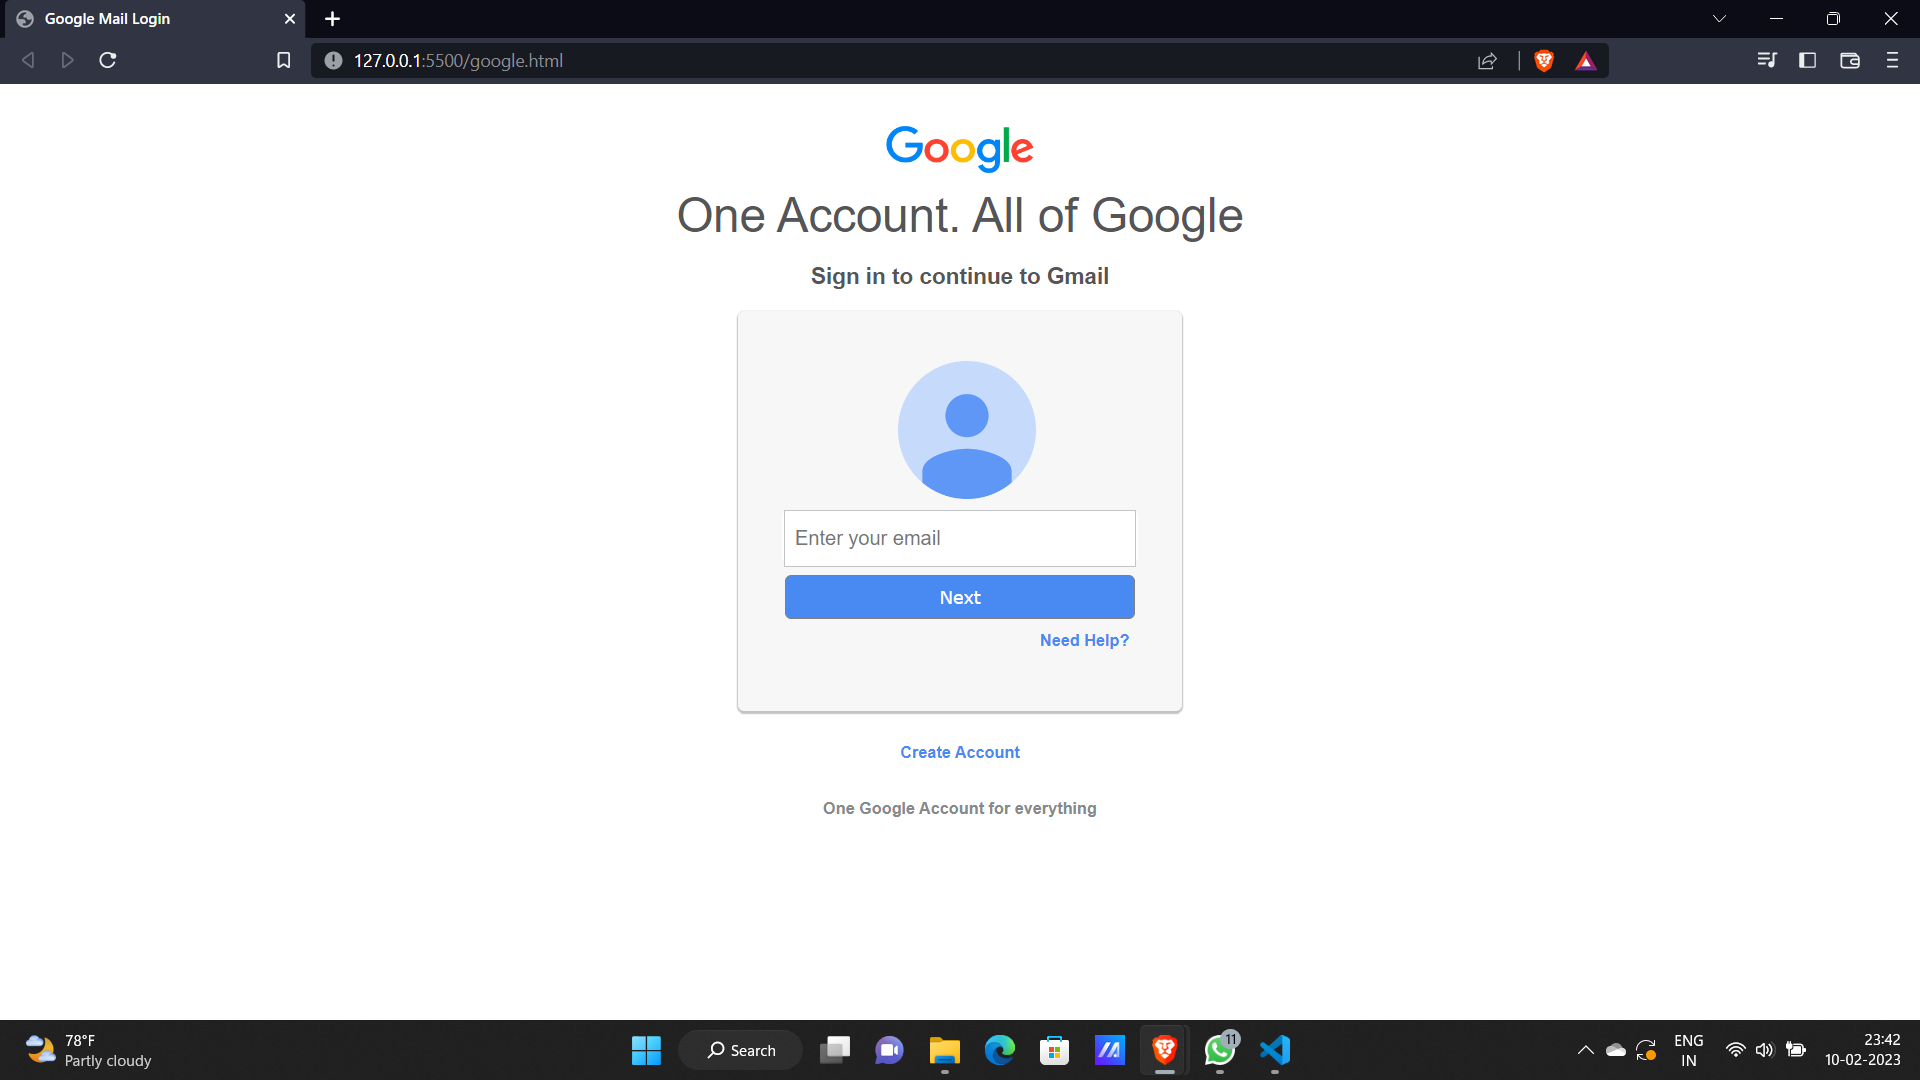 Google Mail Login
127.0.0.1:5500/google.html
Google
One Account. All of Google
Sign in to continue to Gmail
Enter your email
Next
Need Help?
Create Account
One Google Account for everything
78°F
Partly cloudy
Search
11
ENG
IN
23:42
10-02-2023